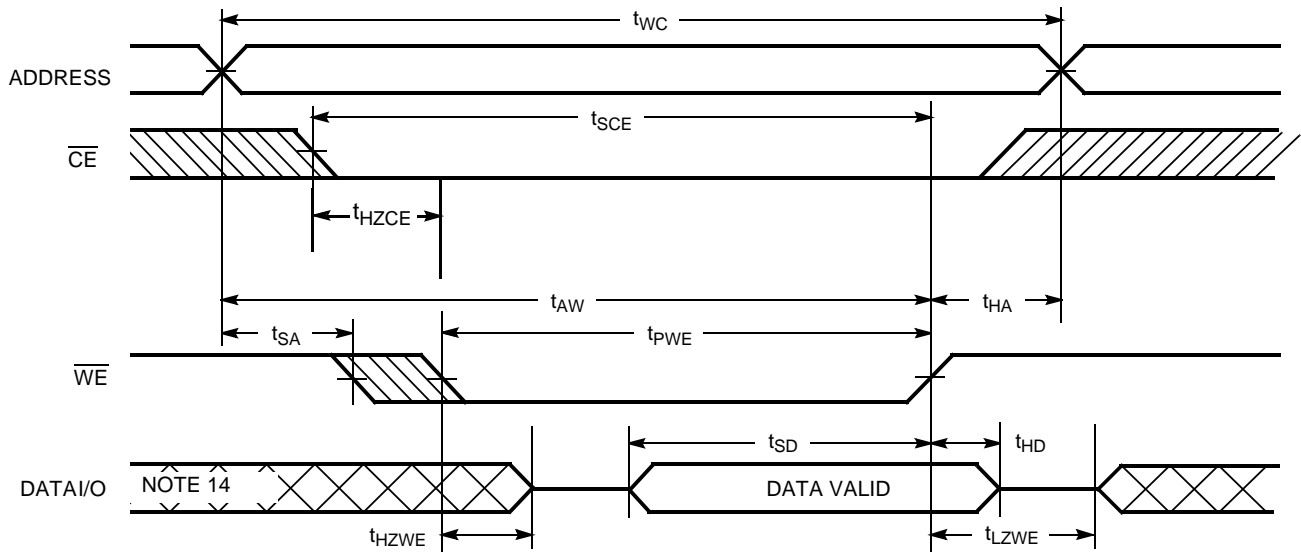 tWC
ADDRESS
tSCE
CE
tHZCE
tAW
tHA
tSA
tPWE
WE
tSD
tHD
DATAI/O
NOTE 14
DATA VALID
tHZWE
tLZWE